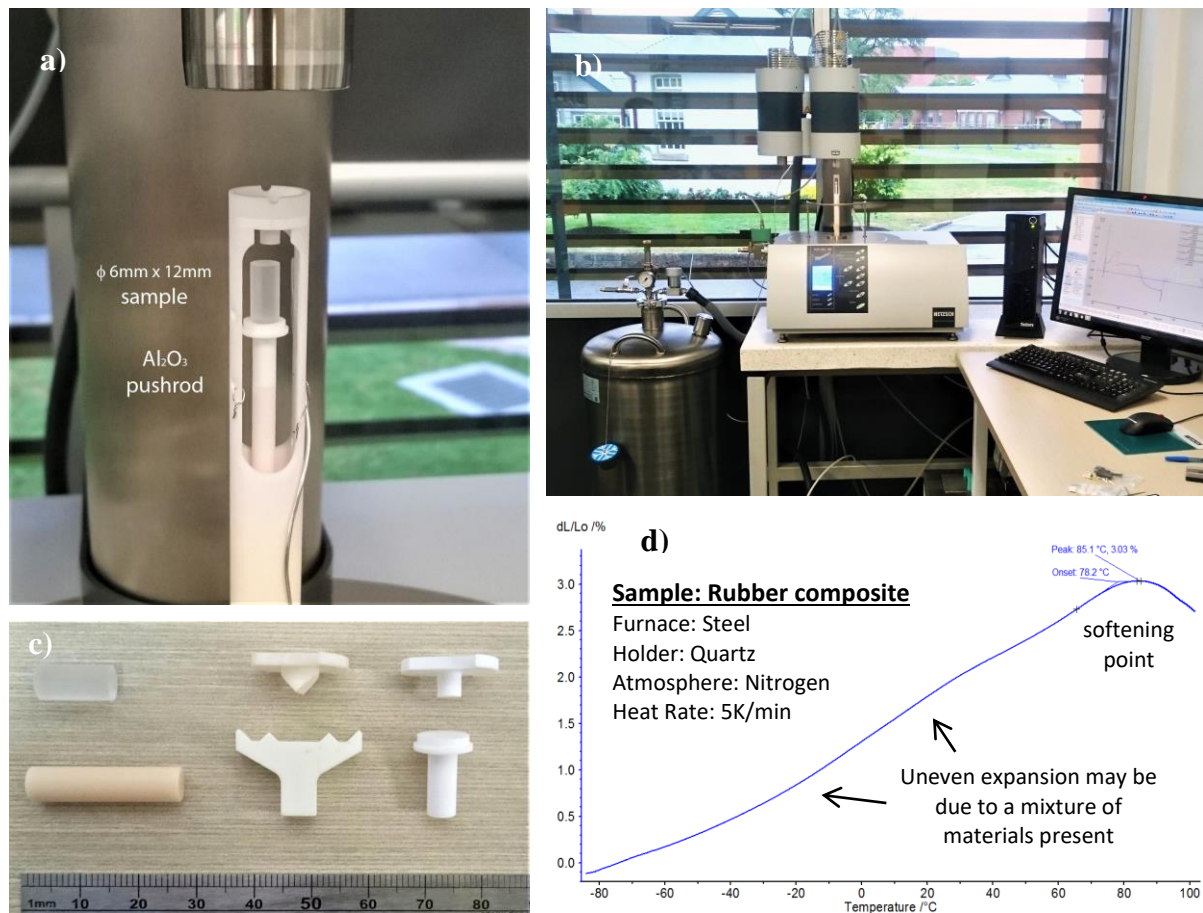 a)
ϕ 6mm x 12mm
sample
Al₂O₃
pushrod
b)
NETZSCH
c)
1mm 10 20 30 40 50 60 70 80
d)
dL/Lo /%
Peak: 85.1 °C, 3.03 %
Onset: 78.2 °C
Sample: Rubber composite
Furnace: Steel
Holder: Quartz
Atmosphere: Nitrogen
Heat Rate: 5K/min
softening
point
Uneven expansion may be
due to a mixture of
materials present
3.0
2.5
2.0
1.5
1.0
0.5
0.0
-80 -60 -40 -20 0 20 40 60 80 100
Temperature /°C